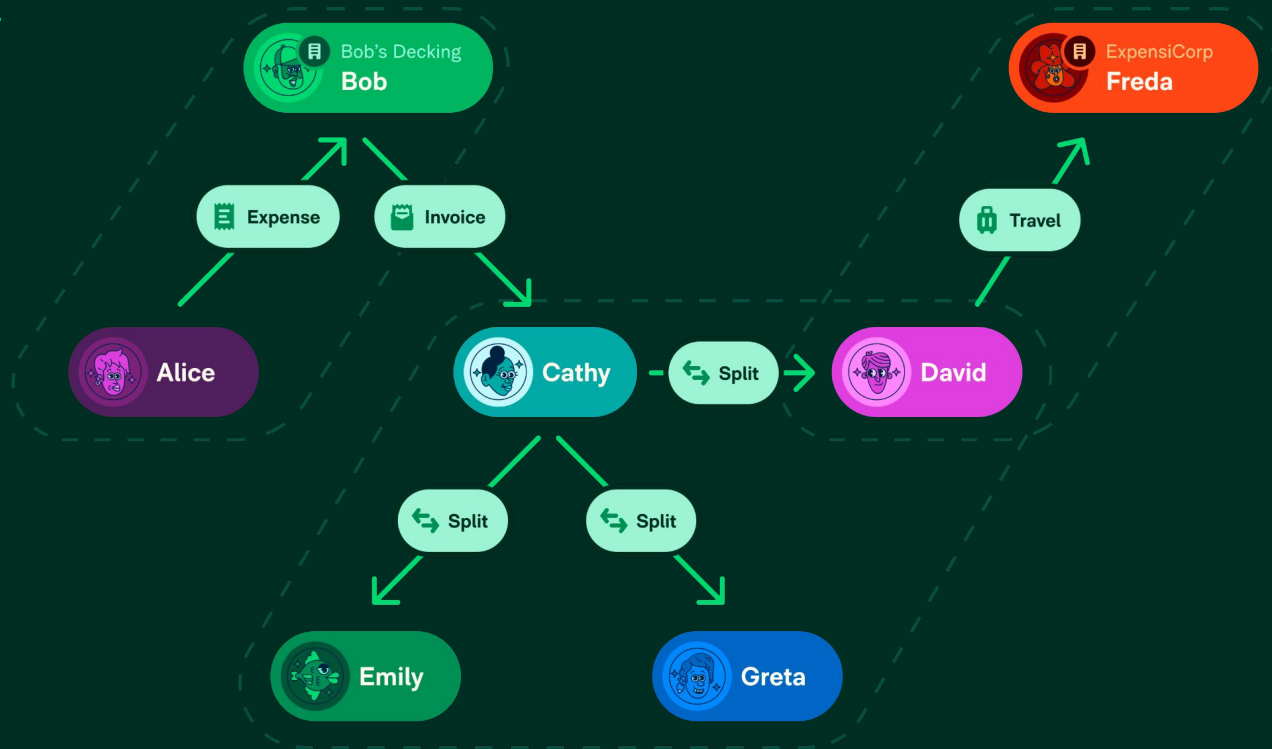 Bob's Decking
Bob
ExpensiCorp
Freda
Expense
Invoice
Travel
Alice
Cathy
Split
David
Split
Split
Emily
Greta